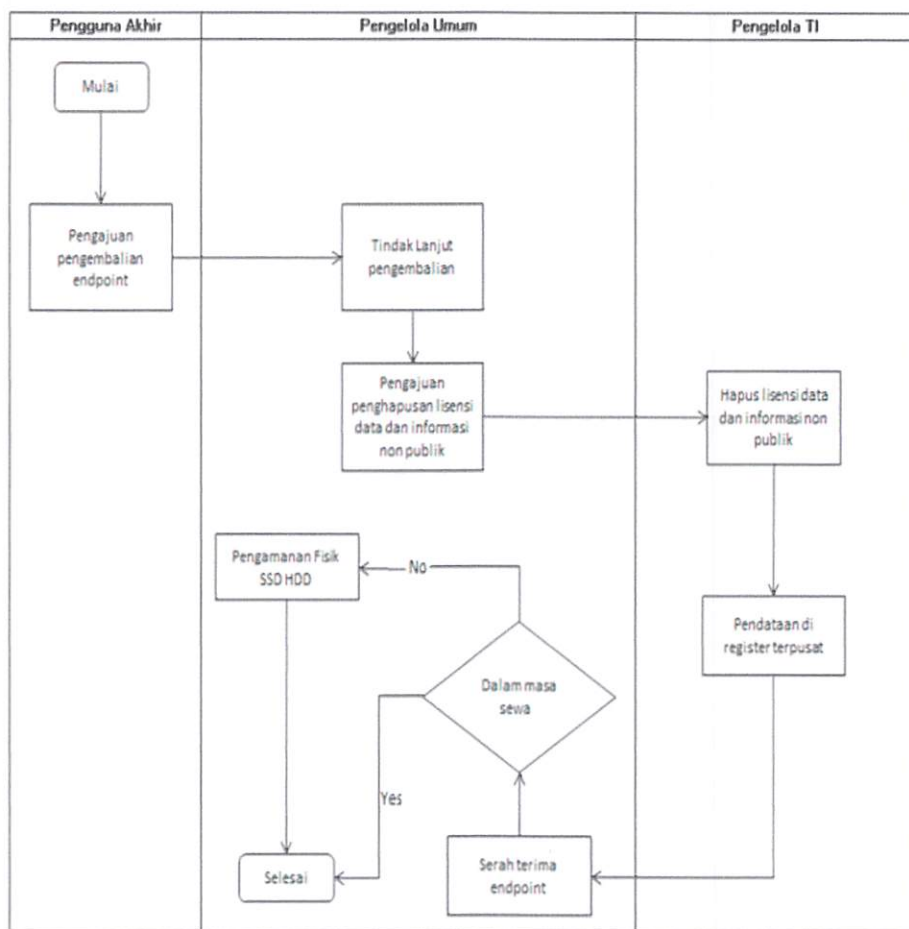 Pengguna Akhir
Pengelola Umum
Pengelola TI
Mulai
Pengajuan
pengembalian
endpoint
Tindak Lanjut
pengembalian
Pengajuan
penghapusan lisensi
data dan informasi
non publik
Hapus lisensi data
dan informasi non
publik
Pengamanan Fisik
SSD HDD
No
Pendataan di
register terpusat
Dalam masa
sewa
Yes
Selesai
Serah terima
endpoint